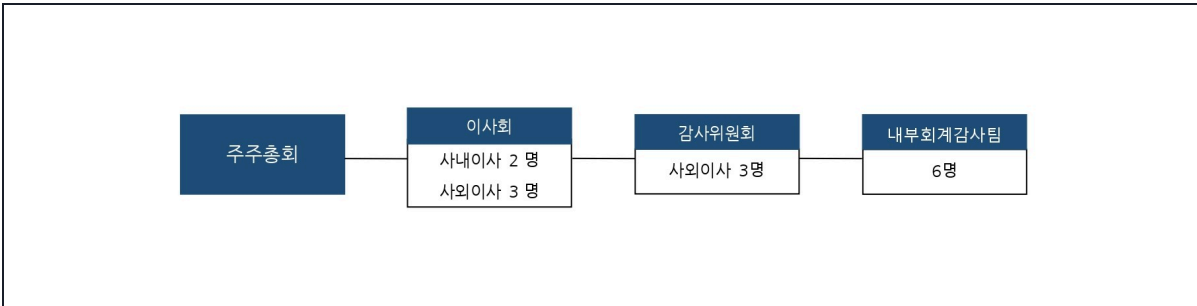 주주총회
이사회
사내이사 2 명
사외이사 3 명
감사위원회
사외이사 3명
내부회계감사팀
6명